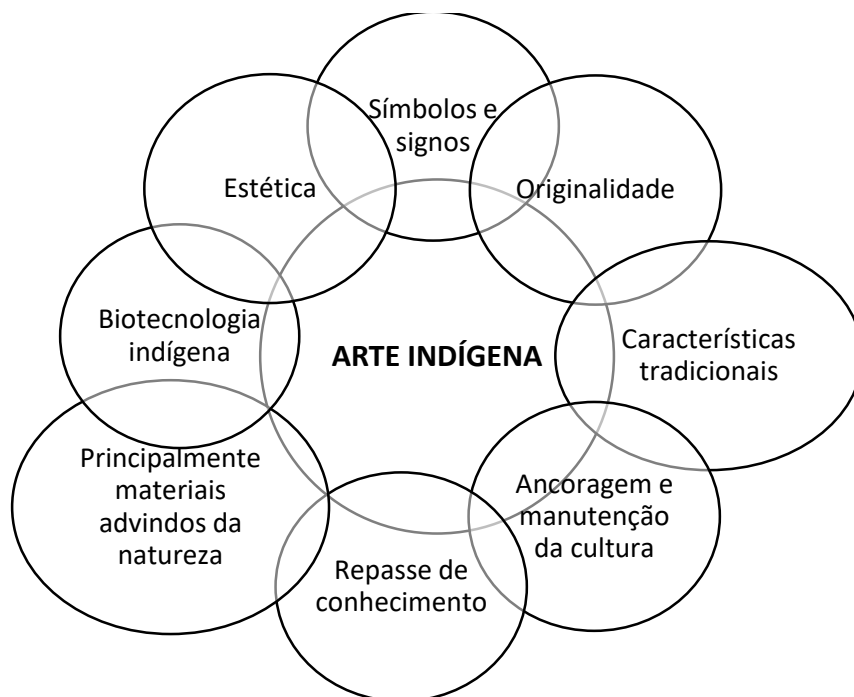 Símbolos e
signos
Originalidade
Características
tradicionais
Ancoragem e
manutenção
da cultura
Repasse de
conhecimento
Principalmente
materiais
advindos da
natureza
Biotecnologia
indígena
Estética
ARTE INDÍGENA